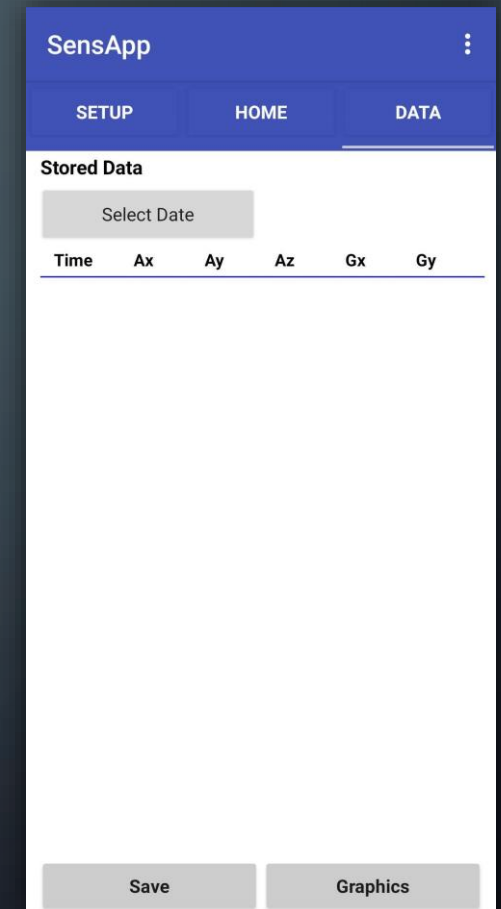 SensApp
SETUP HOME DATA
Stored Data
Select Date
Time Ax Ay Az Gx Gy
Save Graphics